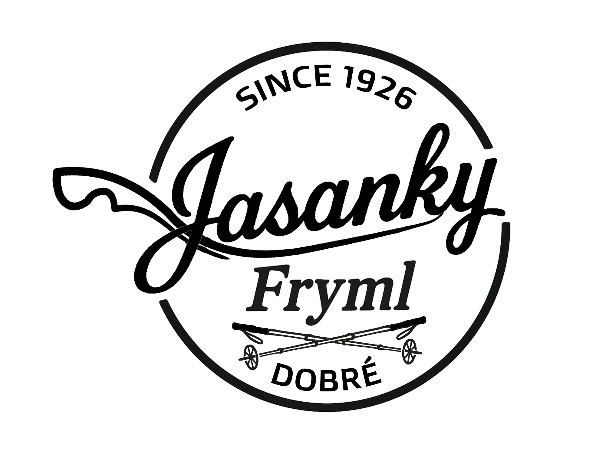 SINCE 1926
Jasanky
Fryml
DOBRÉ